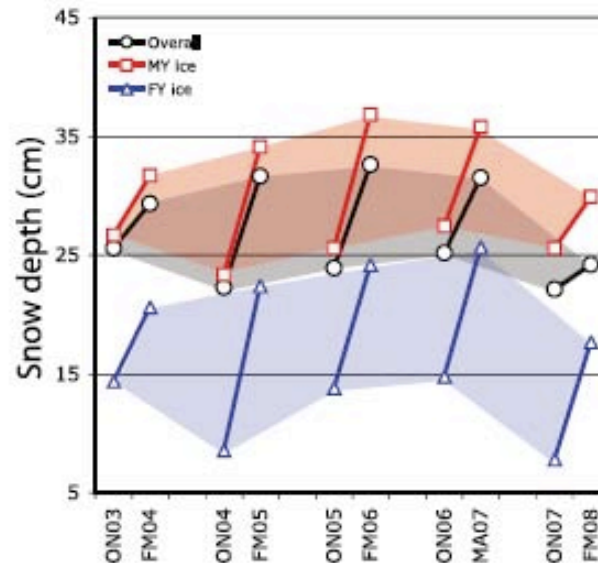 45
35
25
15
5
Snow depth (cm)
Overal
MY ice
FY ice
ON03
FM04
ON04
FM05
ON05
FM06
ON06
MA07
ON07
FM08